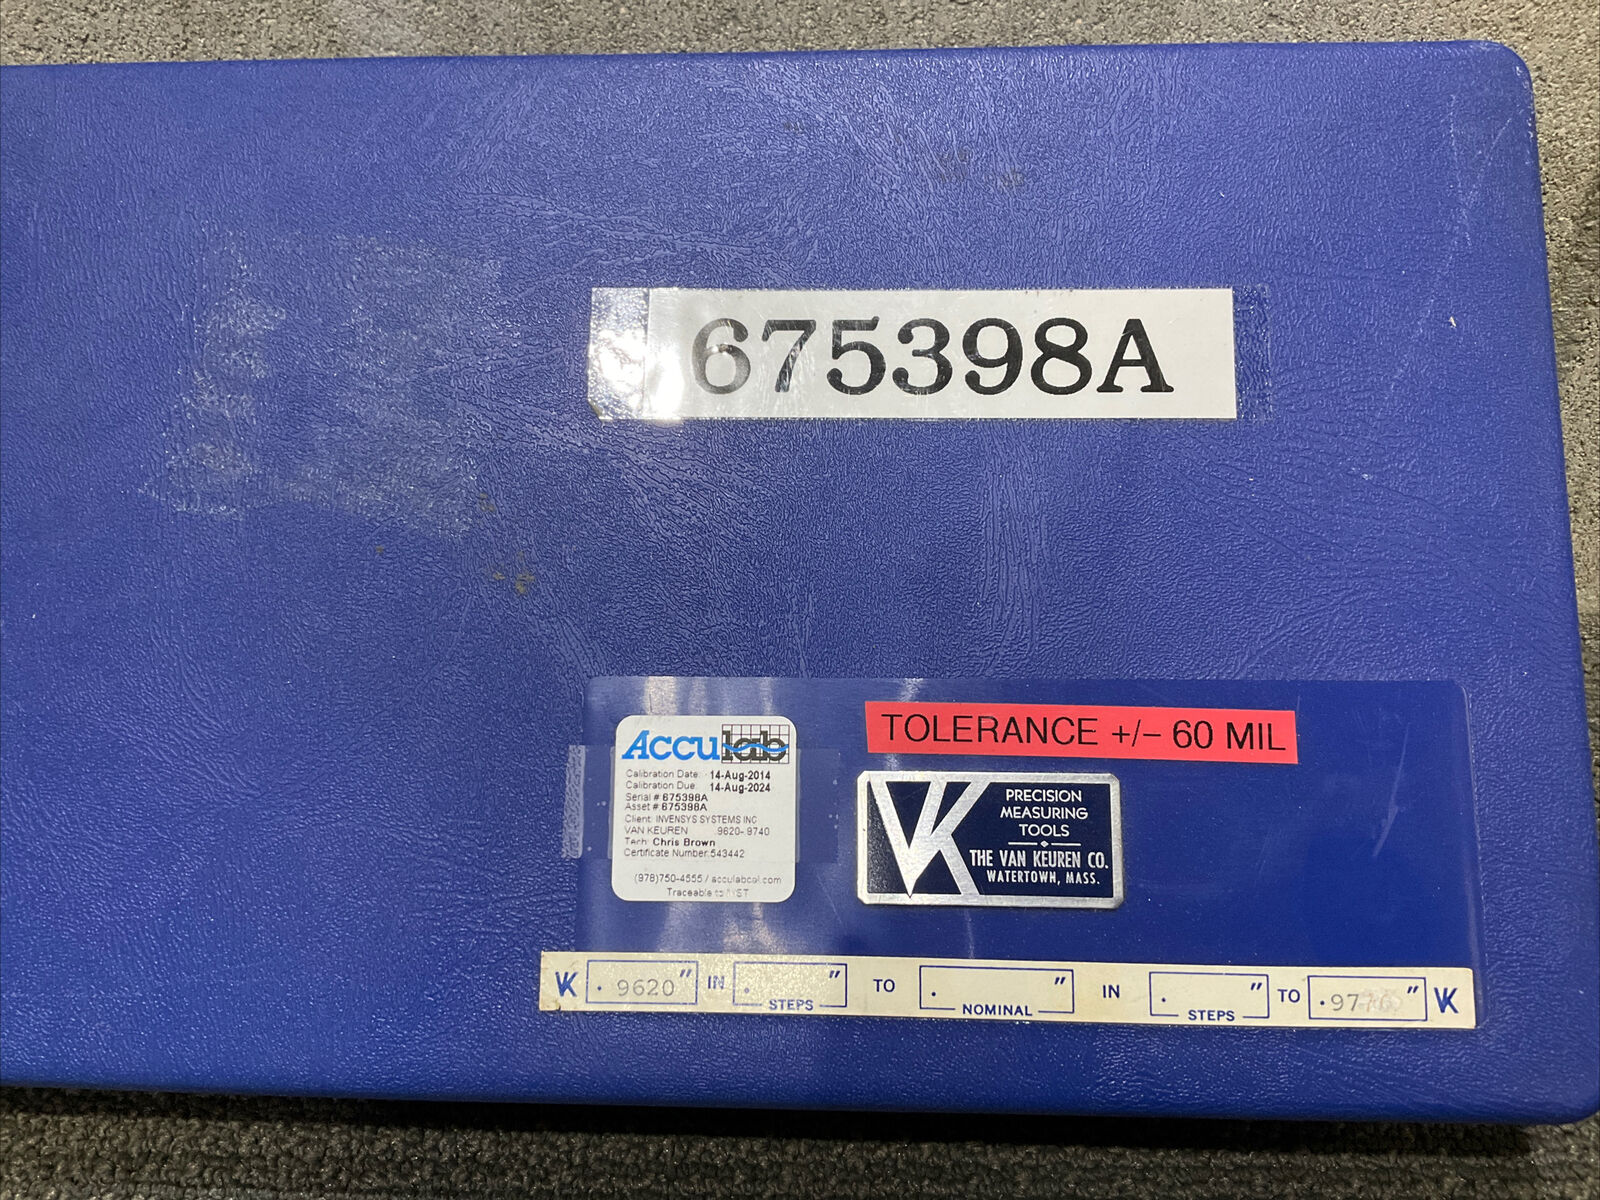 675398A
TOLERANCE +/- 60 MIL
Acculab
Calibration Date: 14-Aug-2014
Calibration Due: 14-Aug-2024
Serial # 675398A
Asset # 675398A
Client: INVENSYS SYSTEMS INC
VAN KEUREN .9620-.9740
Tech: Chris Brown
Certificate Number:543442
(978)750-4555 / acculabcal.com
Traceable to NIST
VK
PRECISION
MEASURING
TOOLS
THE VAN KEUREN CO.
WATERTOWN, MASS.
VK .9620" IN ." STEPS TO ." NOMINAL IN ." STEPS TO " VK